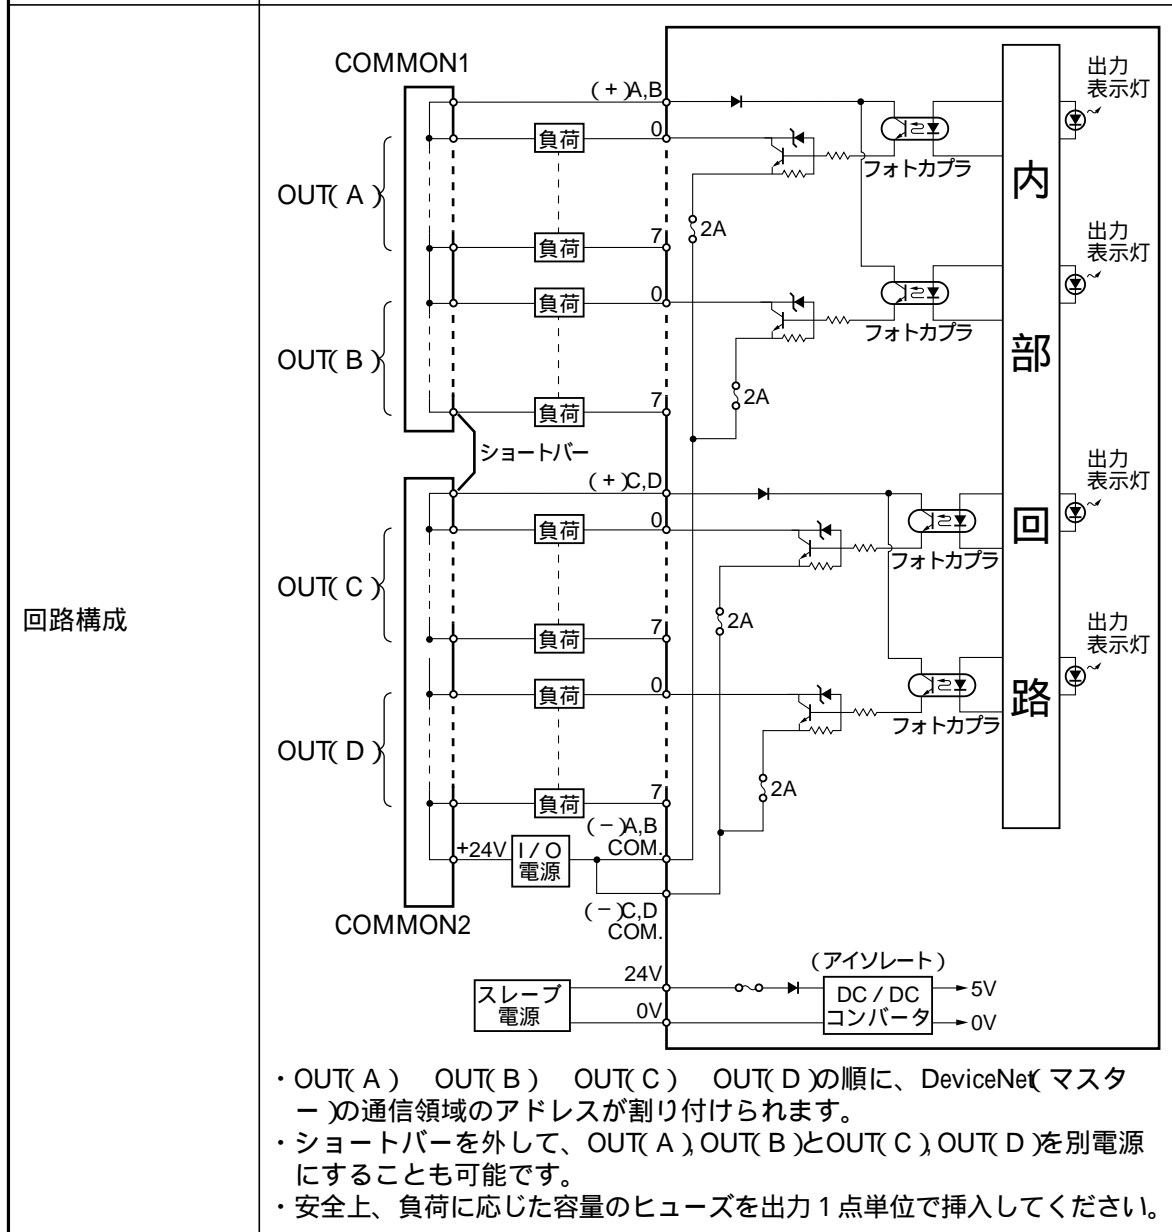 回路構成
COMMON1
(+)A,B
0
負荷
OUT(A)
負荷
7
負荷
0
OUT(B)
負荷
7
ショートバー
(+)C,D
0
負荷
OUT(C)
負荷
7
負荷
0
OUT(D)
負荷
7
(-)A,B
COM.
+24V
I/O
電源
COMMON2
(-)C,D
COM.
2A
2A
2A
2A
フォトカプラ
フォトカプラ
フォトカプラ
フォトカプラ
内
部
回
路
出力
表示灯
出力
表示灯
出力
表示灯
出力
表示灯
スレーブ
電源
24V
0V
(アイソレート)
DC/DC
コンバータ
5V
0V
・OUT(A) OUT(B) OUT(C) OUT(D)の順に、DeviceNet(マスタ
ー)の通信領域のアドレスが割り付けられます。
・ショートバーを外して、OUT(A),OUT(B)とOUT(C),OUT(D)を別電源
にすることも可能です。
・安全上、負荷に応じた容量のヒューズを出力1点単位で挿入してください。